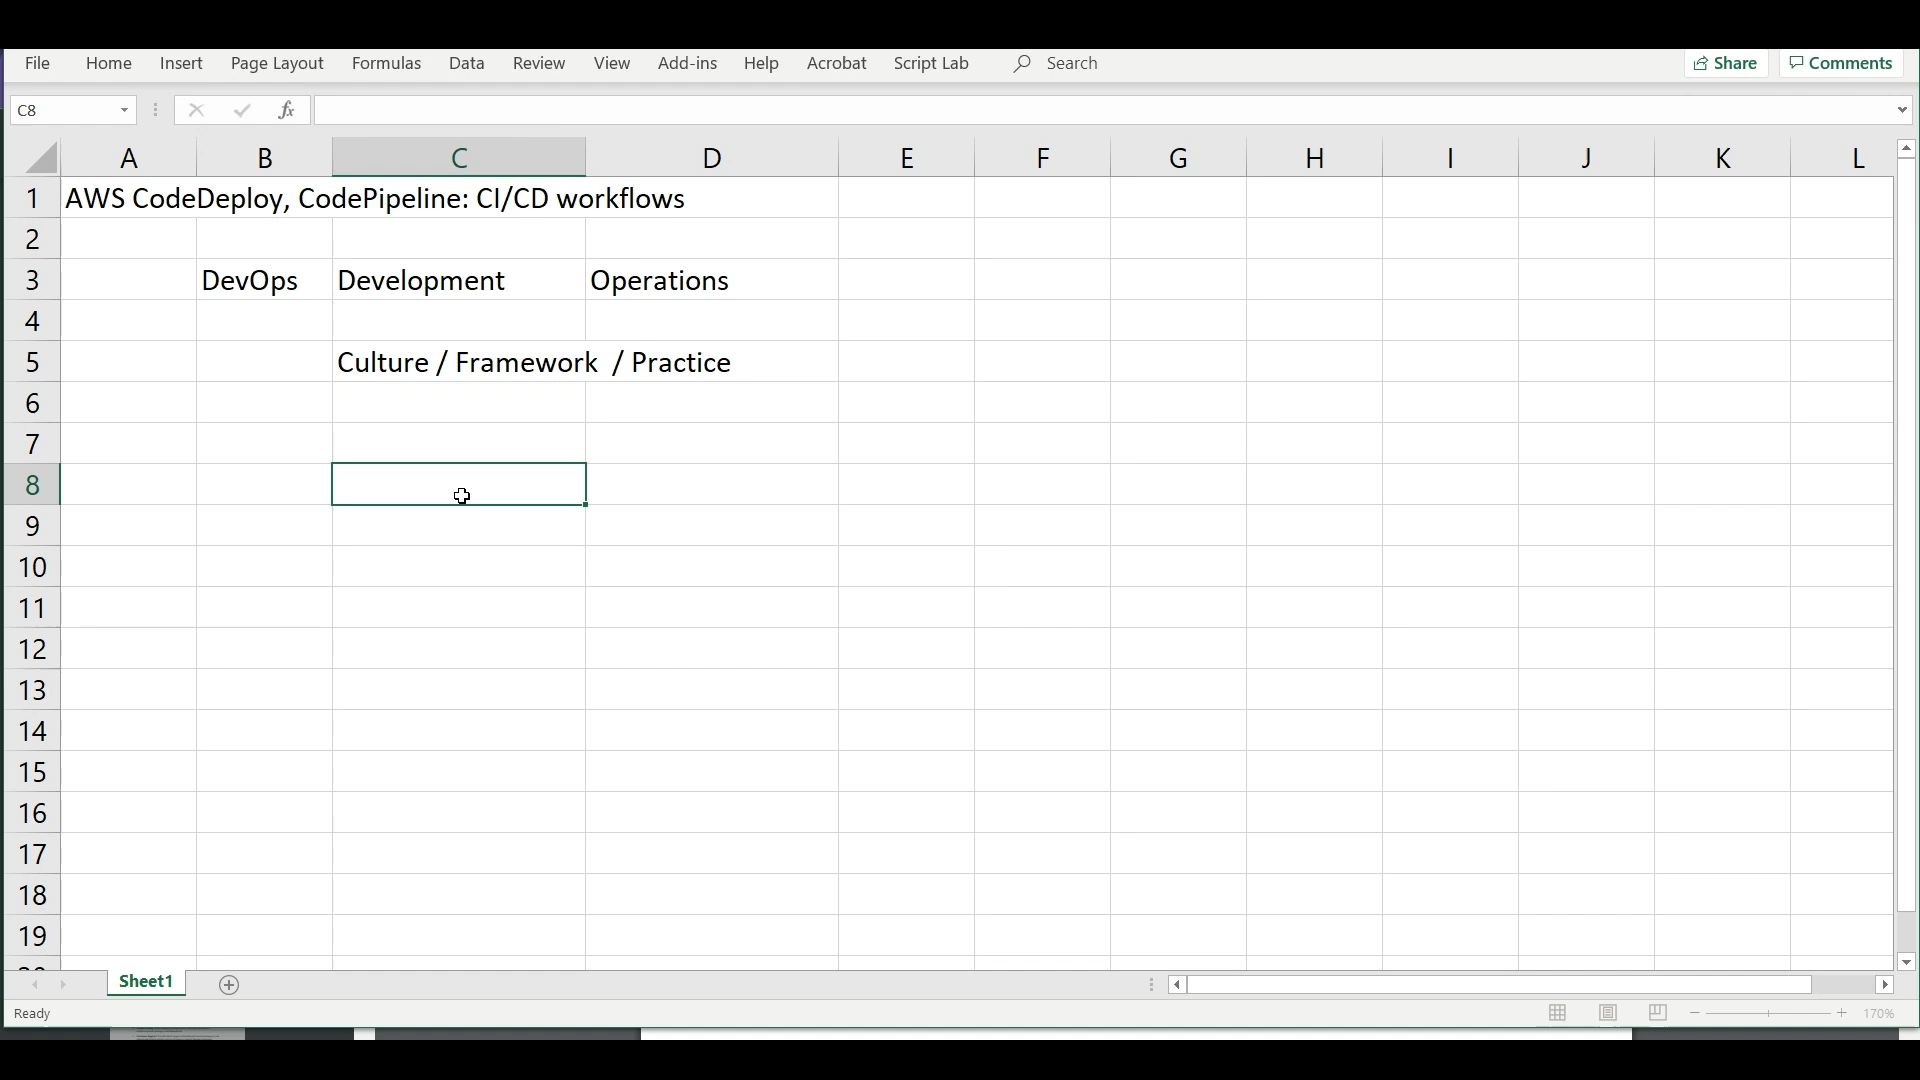 File Home Insert Page Layout Formulas Data Review View Add-ins Help Acrobat Script Lab Search Share Comments
C8 fx
A B C D E F G H I J K L
1 AWS CodeDeploy, CodePipeline: CI/CD workflows
2
3 DevOps Development Operations
4
5 Culture / Framework / Practice
6
7
8
9
10
11
12
13
14
15
16
17
18
19
Sheet1
Ready 170%